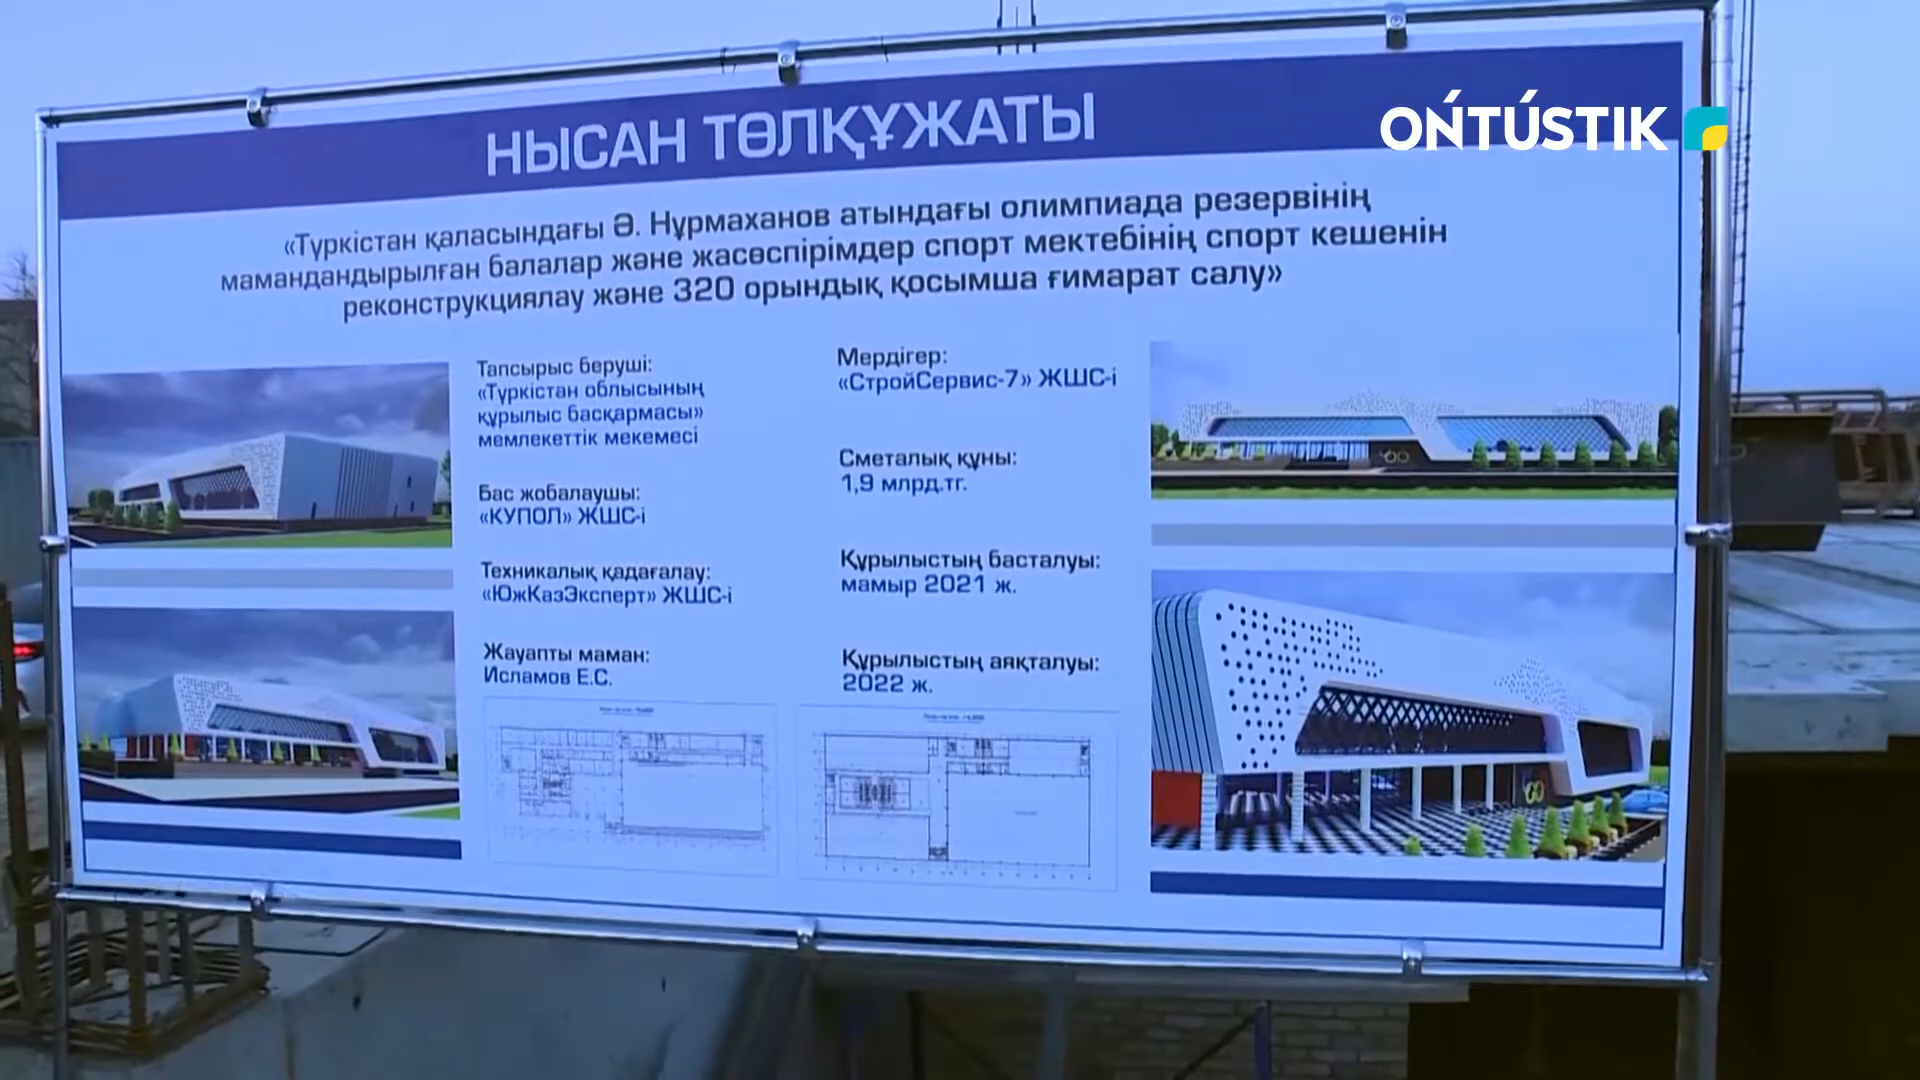 НЫСАН ТӨЛҚҰЖАТЫ
OŃTÚSTIK
«Түркістан қаласындағы Ә. Нұрмаханов атындағы олимпиада резервінің
мамандандырылған балалар және жасөспірімдер спорт мектебінің спорт кешенін
реконструкциялау және 320 орындық қосымша ғимарат салу»
Тапсырыс беруші:
«Түркістан облысының
құрылыс басқармасы»
мемлекеттік мекемесі
Бас жобалаушы:
«КУПОЛ» ЖШС-і
Техникалық қадағалау:
«ЮжКазЭксперт» ЖШС-і
Жауапты маман:
Исламов Е.С.
Мердігер:
«СтройСервис-7» ЖШС-і
Сметалық құны:
1,9 млрд.тг.
Құрылыстың басталуы:
мамыр 2021 ж.
Құрылыстың аяқталуы:
2022 ж.